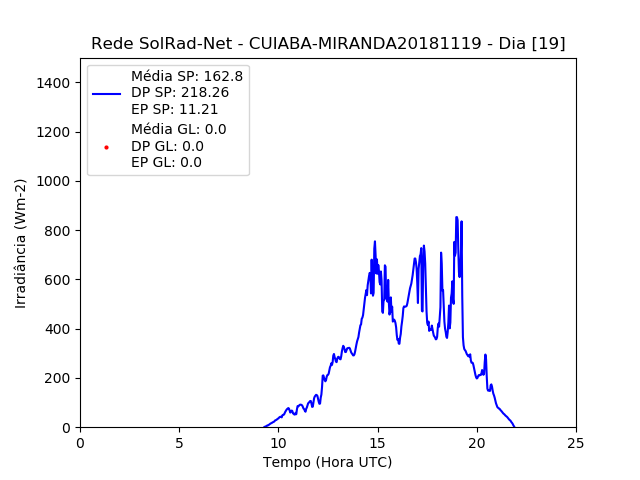 Rede SolRad-Net - CUIABA-MIRANDA20181119 - Dia [19]
Média SP: 162.8
DP SP: 218.26
EP SP: 11.21
Média GL: 0.0
DP GL: 0.0
EP GL: 0.0
1400
1200
1000
800
600
400
200
0
Irradiância (Wm-2)
0 5 10 15 20 25
Tempo (Hora UTC)